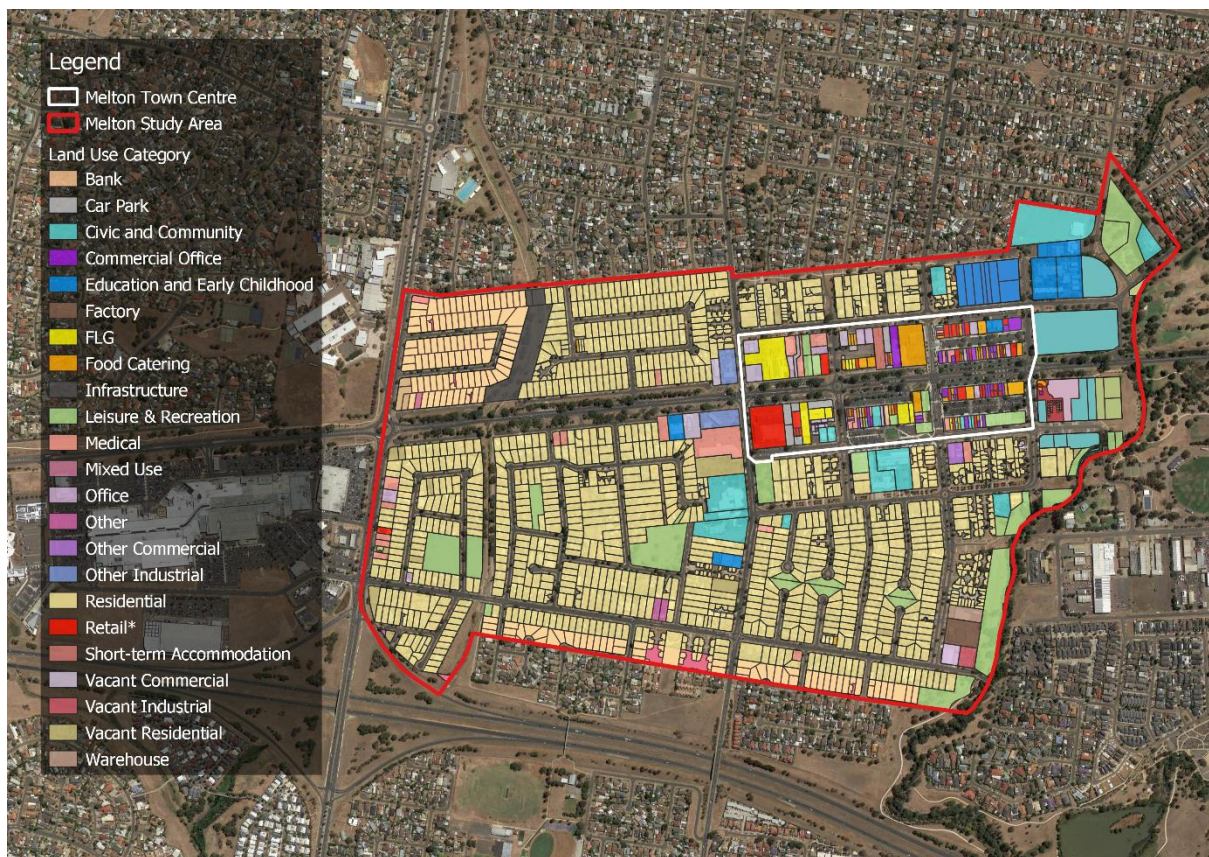 Legend
Melton Town Centre
Melton Study Area
Land Use Category
Bank
Car Park
Civic and Community
Commercial Office
Education and Early Childhood
Factory
FLG
Food Catering
Infrastructure
Leisure & Recreation
Medical
Mixed Use
Office
Other
Other Commercial
Other Industrial
Residential
Retail*
Short-term Accommodation
Vacant Commercial
Vacant Industrial
Vacant Residential
Warehouse